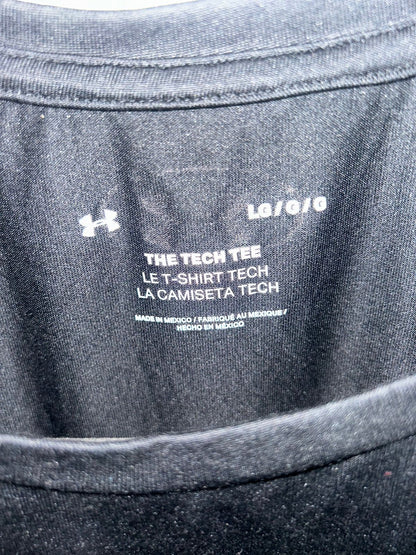 LG/G/G
THE TECH TEE
LE T-SHIRT TECH
LA CAMISETA TECH
MADE IN MEXICO / FABRIQUÉ AU MEXIQUE /
HECHO EN MÉXICO